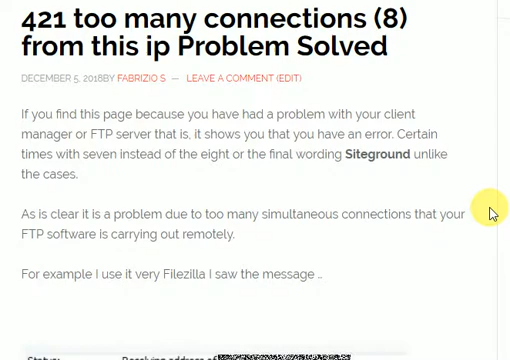 421 too many connections (8)
from this ip Problem Solved
DECEMBER 5, 2018BY FABRIZIO S — LEAVE A COMMENT (EDIT)
If you find this page because you have had a problem with your client
manager or FTP server that is, it shows you that you have an error. Certain
times with seven instead of the eight or the final wording Siteground unlike
the cases.
As is clear it is a problem due to too many simultaneous connections that your
FTP software is carrying out remotely.
For example I use it very Filezilla I saw the message ..
Status: Resolving address of